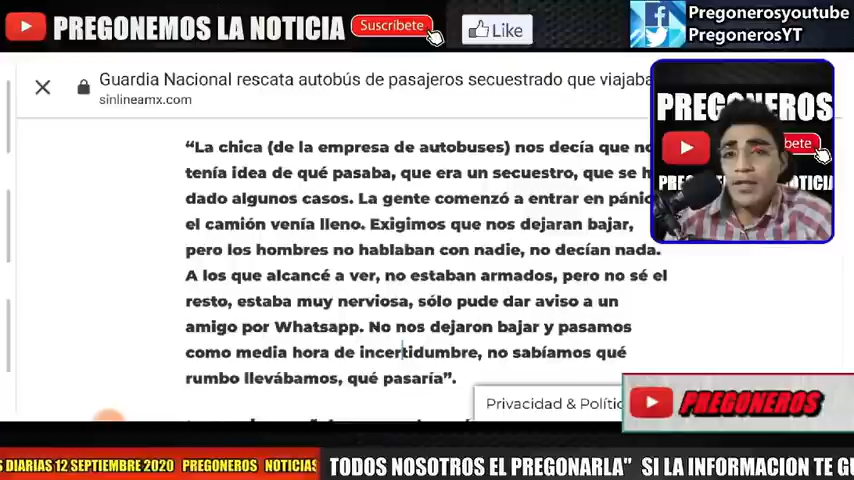 PREGONEMOS LA NOTICIA
Suscríbete
Like
Pregonerosyoutube
PregonerosYT
Guardia Nacional rescata autobús de pasajeros secuestrado que viajaba
sinlineamx.com
PREGONEROS
“La chica (de la empresa de autobuses) nos decía que no
tenía idea de qué pasaba, que era un secuestro, que se h
dado algunos casos. La gente comenzó a entrar en pánic
el camión venía lleno. Exigimos que nos dejaran bajar,
pero los hombres no hablaban con nadie, no decían nada.
A los que alcancé a ver, no estaban armados, pero no sé el
resto, estaba muy nerviosa, sólo pude dar aviso a un
amigo por Whatsapp. No nos dejaron bajar y pasamos
como media hora de incertidumbre, no sabíamos qué
rumbo llevábamos, qué pasaría”.
Privacidad & Polític
PREGONEROS
S DIARIAS 12 SEPTIEMBRE 2020 PREGONEROS NOTICIAS
TODOS NOSOTROS EL PREGONARLA" SI LA INFORMACION TE GU